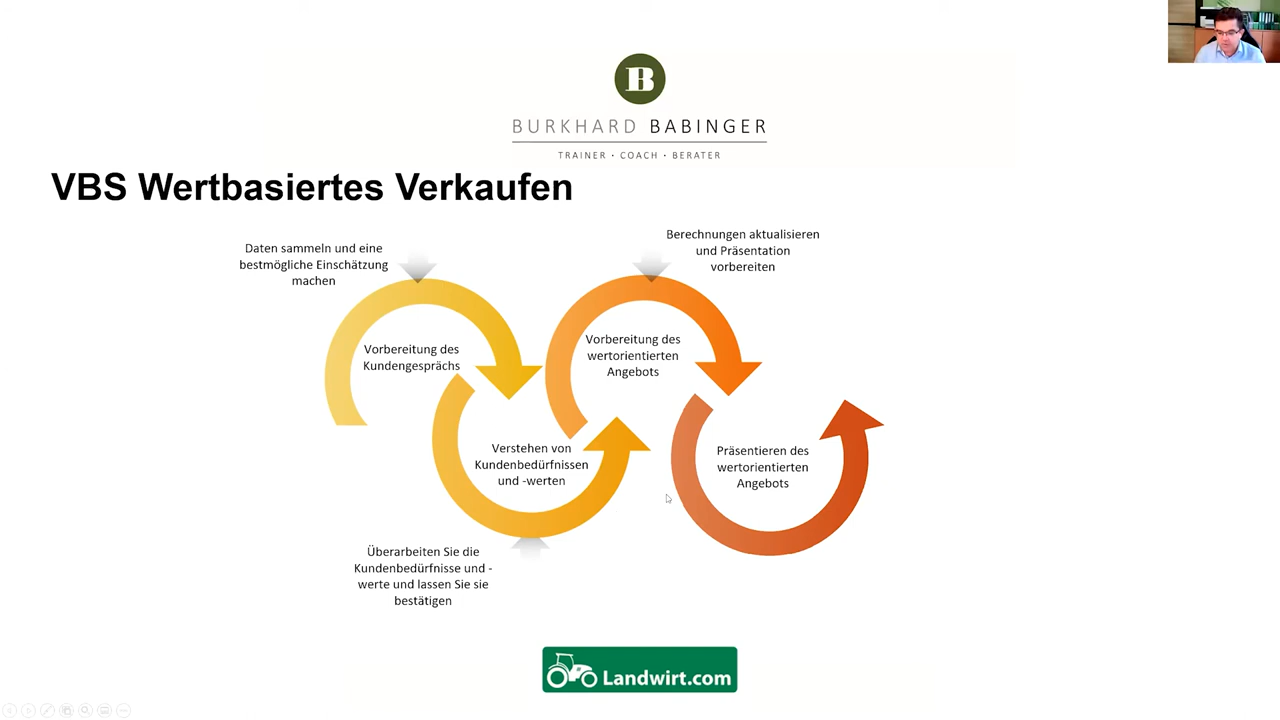 B
BURKHARD BABINGER
TRAINER · COACH · BERATER
VBS Wertbasiertes Verkaufen
Daten sammeln und eine
bestmögliche Einschätzung
machen
Berechnungen aktualisieren
und Präsentation
vorbereiten
Vorbereitung des
Kundengesprächs
Vorbereitung des
wertorientierten
Angebots
Verstehen von
Kundenbedürfnissen
und -werten
Präsentieren des
wertorientierten
Angebots
Überarbeiten Sie die
Kundenbedürfnisse und -
werte und lassen Sie sie
bestätigen
Landwirt.com